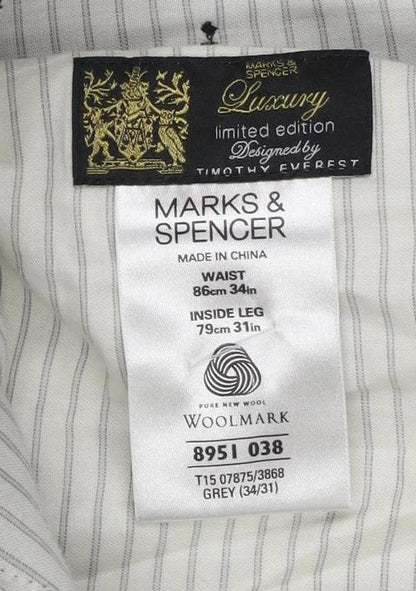 MARKS &
SPENCER
Luxury
limited edition
Designed by
TIMOTHY EVEREST
MARKS &
SPENCER
MADE IN CHINA
WAIST
86cm 34in
INSIDE LEG
79cm 31in
PURE NEW WOOL
WOOLMARK
8951 038
T15 07875/3868
GREY (34/31)